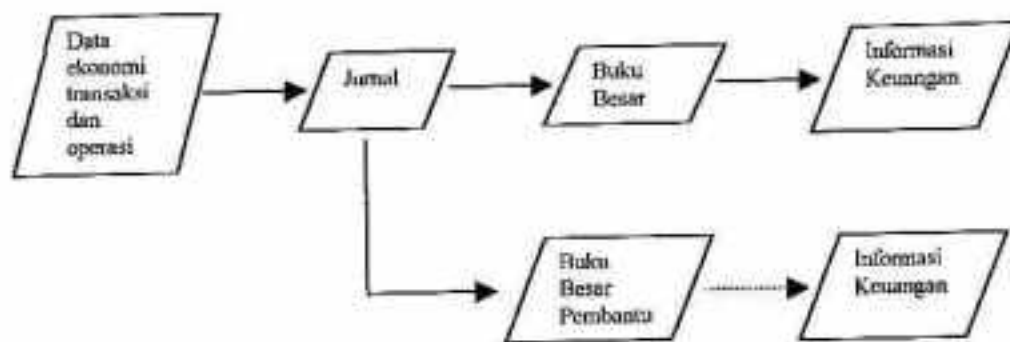 Data
ekonomi
transaksi
dan
operasi
Jurnal
Buku
Besar
Informasi
Keuangan
Buku
Besar
Pembantu
Informasi
Keuangan